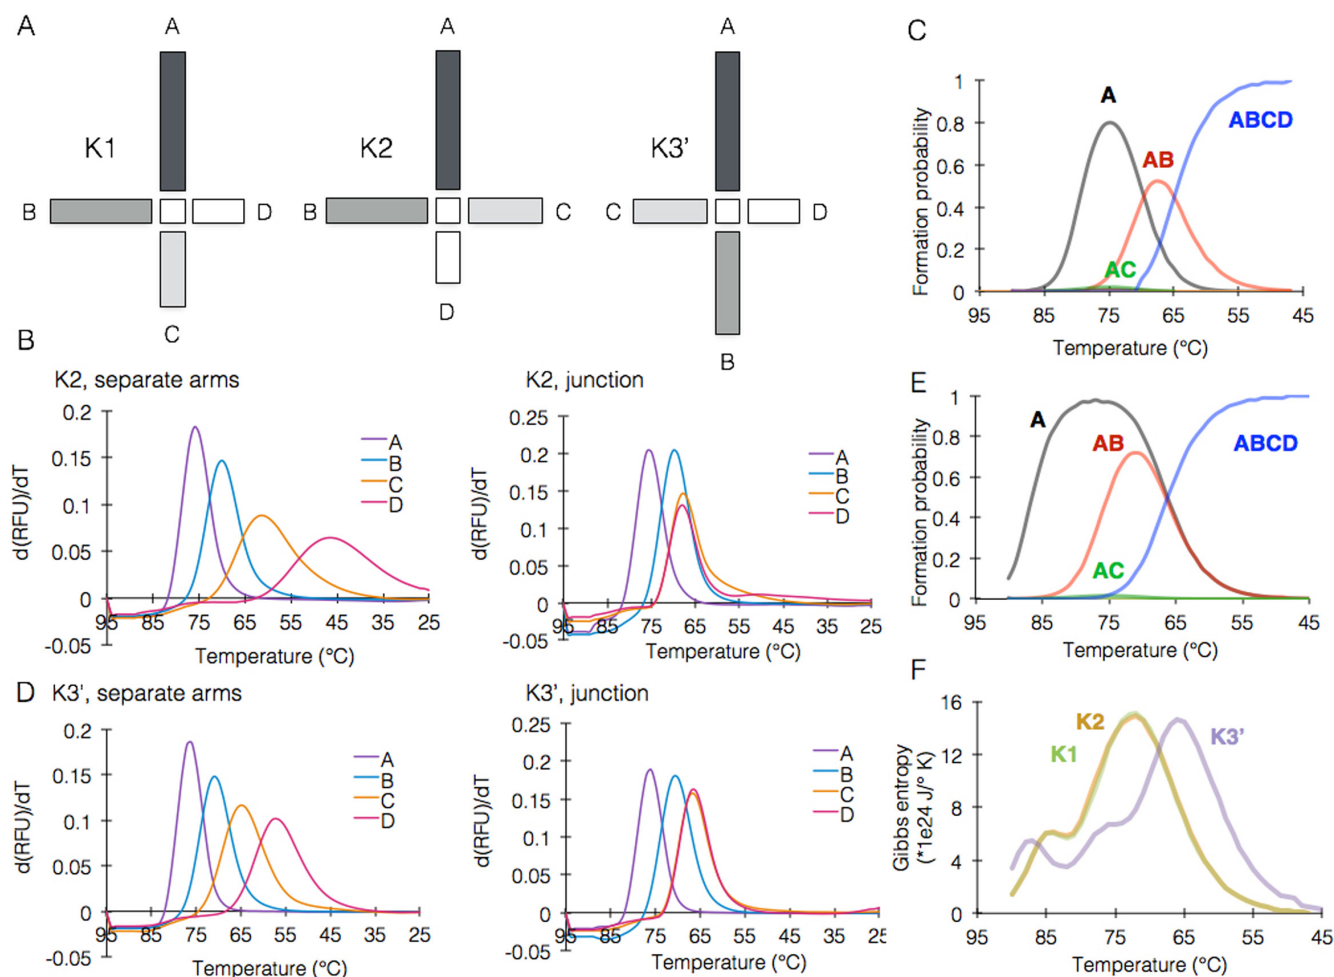 A
A
K1
B
D
C
A
K2
B
C
D
A
K3'
C
D
B
C
Formation probability
1
0.8
0.6
0.4
0.2
0
A
AB
AC
ABCD
95 85 75 65 55 45
Temperature (°C)
B
K2, separate arms
d(RFU)/dT
0.2
0.15
0.1
0.05
0
-0.05
A
B
C
D
95 85 75 65 55 45 35 25
Temperature (°C)
K2, junction
d(RFU)/dT
0.25
0.2
0.15
0.1
0.05
0
-0.05
A
B
C
D
95 85 75 65 55 45 35 25
Temperature (°C)
E
Formation probability
1
0.8
0.6
0.4
0.2
0
A
AB
AC
ABCD
95 85 75 65 55 45
Temperature (°C)
D
K3', separate arms
d(RFU)/dT
0.2
0.15
0.1
0.05
0
-0.05
A
B
C
D
95 85 75 65 55 45 35 25
Temperature (°C)
K3', junction
d(RFU)/dT
0.25
0.2
0.15
0.1
0.05
0
-0.05
A
B
C
D
95 85 75 65 55 45 35 25
Temperature (°C)
F
Gibbs entropy
(*1e24 J/° K)
16
12
8
4
0
K1
K2
K3'
95 85 75 65 55 45
Temperature (°C)